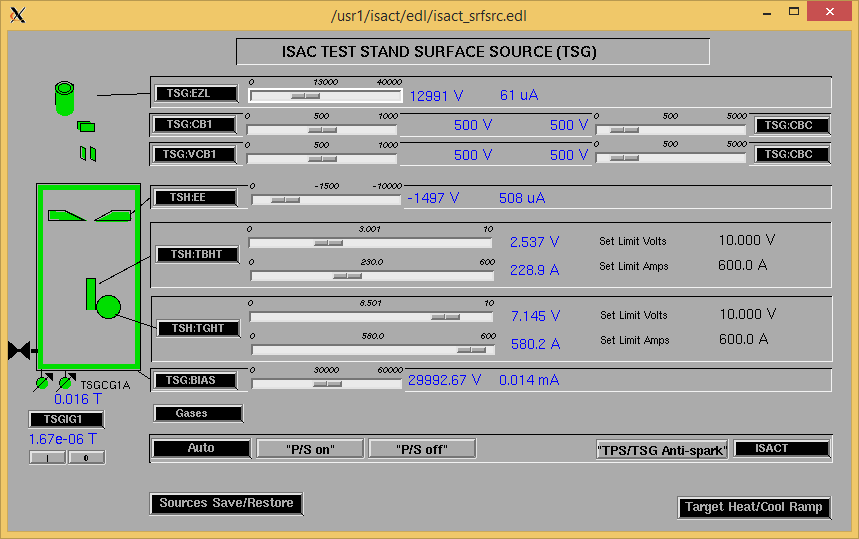 /usr1/isact/edl/isact_srfsrc.edl
ISAC TEST STAND SURFACE SOURCE (TSG)
0 13000 40000
TSG:EZL 12991 V 61 uA
0 500 1000 0 500 5000
TSG:CB1 500 V 500 V TSG:CBC
0 500 1000 0 500 5000
TSG:VCB1 500 V 500 V TSG:CBC
0 -1500 -10000
TSH:EE -1497 V 508 uA
0 3.001 10
2.537 V Set Limit Volts 10.000 V
TSH:TBHT
0 230.0 600
228.9 A Set Limit Amps 600.0 A
0 8.501 10
7.145 V Set Limit Volts 10.000 V
TSH:TGHT
0 580.0 600
580.2 A Set Limit Amps 600.0 A
0 30000 60000
TSG:BIAS 29992.67 V 0.014 mA
TSGCG1A
0.016 T
TSGIG1
1.67e-06 T
I 0
Gases
Auto "P/S on" "P/S off" "TPS/TSG Anti-spark" ISACT
Sources Save/Restore Target Heat/Cool Ramp